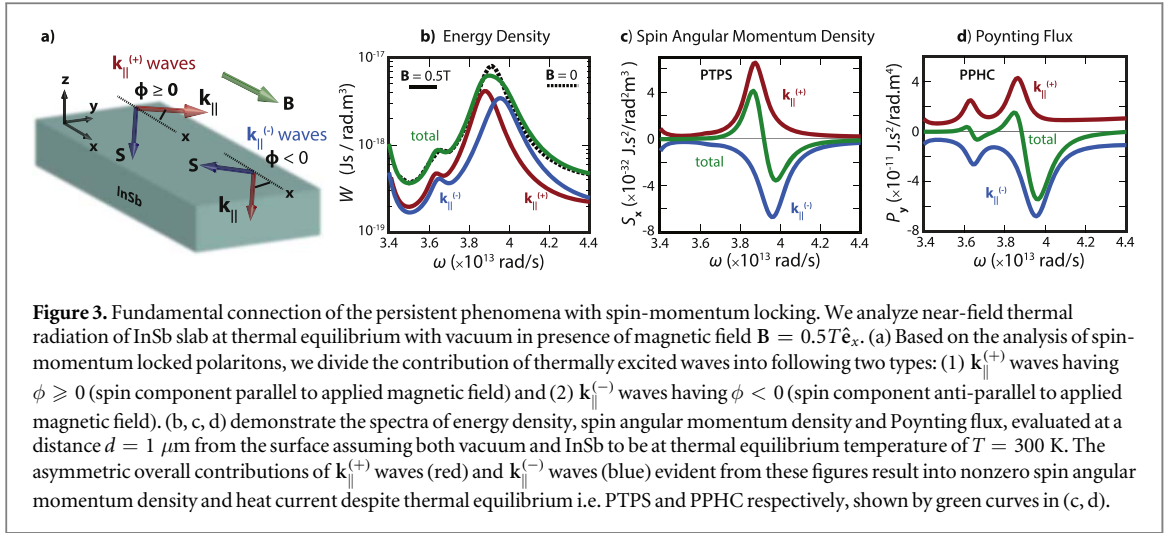 a)
k||(+) waves
ϕ ≥ 0
z
y
x
k||
B
x
S
k||(-) waves
S
ϕ < 0
x
k||
InSb
b) Energy Density
10-17
B = 0.5T
B = 0
total
10-18
W (Js / rad.m3)
k||(-)
k||(+)
10-19
3.4 3.6 3.8 4 4.2 4.4
ω (×1013 rad/s)
c) Spin Angular Momentum Density
PTPS
k||(+)
4
0
total
-4
k||(-)
-8
Sx ×10-32 J.s2/rad2m3 )
3.4 3.6 3.8 4 4.2 4.4
ω (×1013 rad/s)
d) Poynting Flux
PPHC
k||(+)
4
total
0
-4
k||(-)
-8
Py (×10-11 J.s2/rad.m4)
3.4 3.6 3.8 4 4.2 4.4
ω (×1013 rad/s)
Figure 3. Fundamental connection of the persistent phenomena with spin-momentum locking. We analyze near-field thermal
radiation of InSb slab at thermal equilibrium with vacuum in presence of magnetic field B = 0.5Têx. (a) Based on the analysis of spin-
momentum locked polaritons, we divide the contribution of thermally excited waves into following two types: (1) k||(+) waves having
ϕ ⩾ 0 (spin component parallel to applied magnetic field) and (2) k||(−) waves having ϕ < 0 (spin component anti-parallel to applied
magnetic field). (b, c, d) demonstrate the spectra of energy density, spin angular momentum density and Poynting flux, evaluated at a
distance d = 1 μm from the surface assuming both vacuum and InSb to be at thermal equilibrium temperature of T = 300 K. The
asymmetric overall contributions of k||(+) waves (red) and k||(−) waves (blue) evident from these figures result into nonzero spin angular
momentum density and heat current despite thermal equilibrium i.e. PTPS and PPHC respectively, shown by green curves in (c, d).